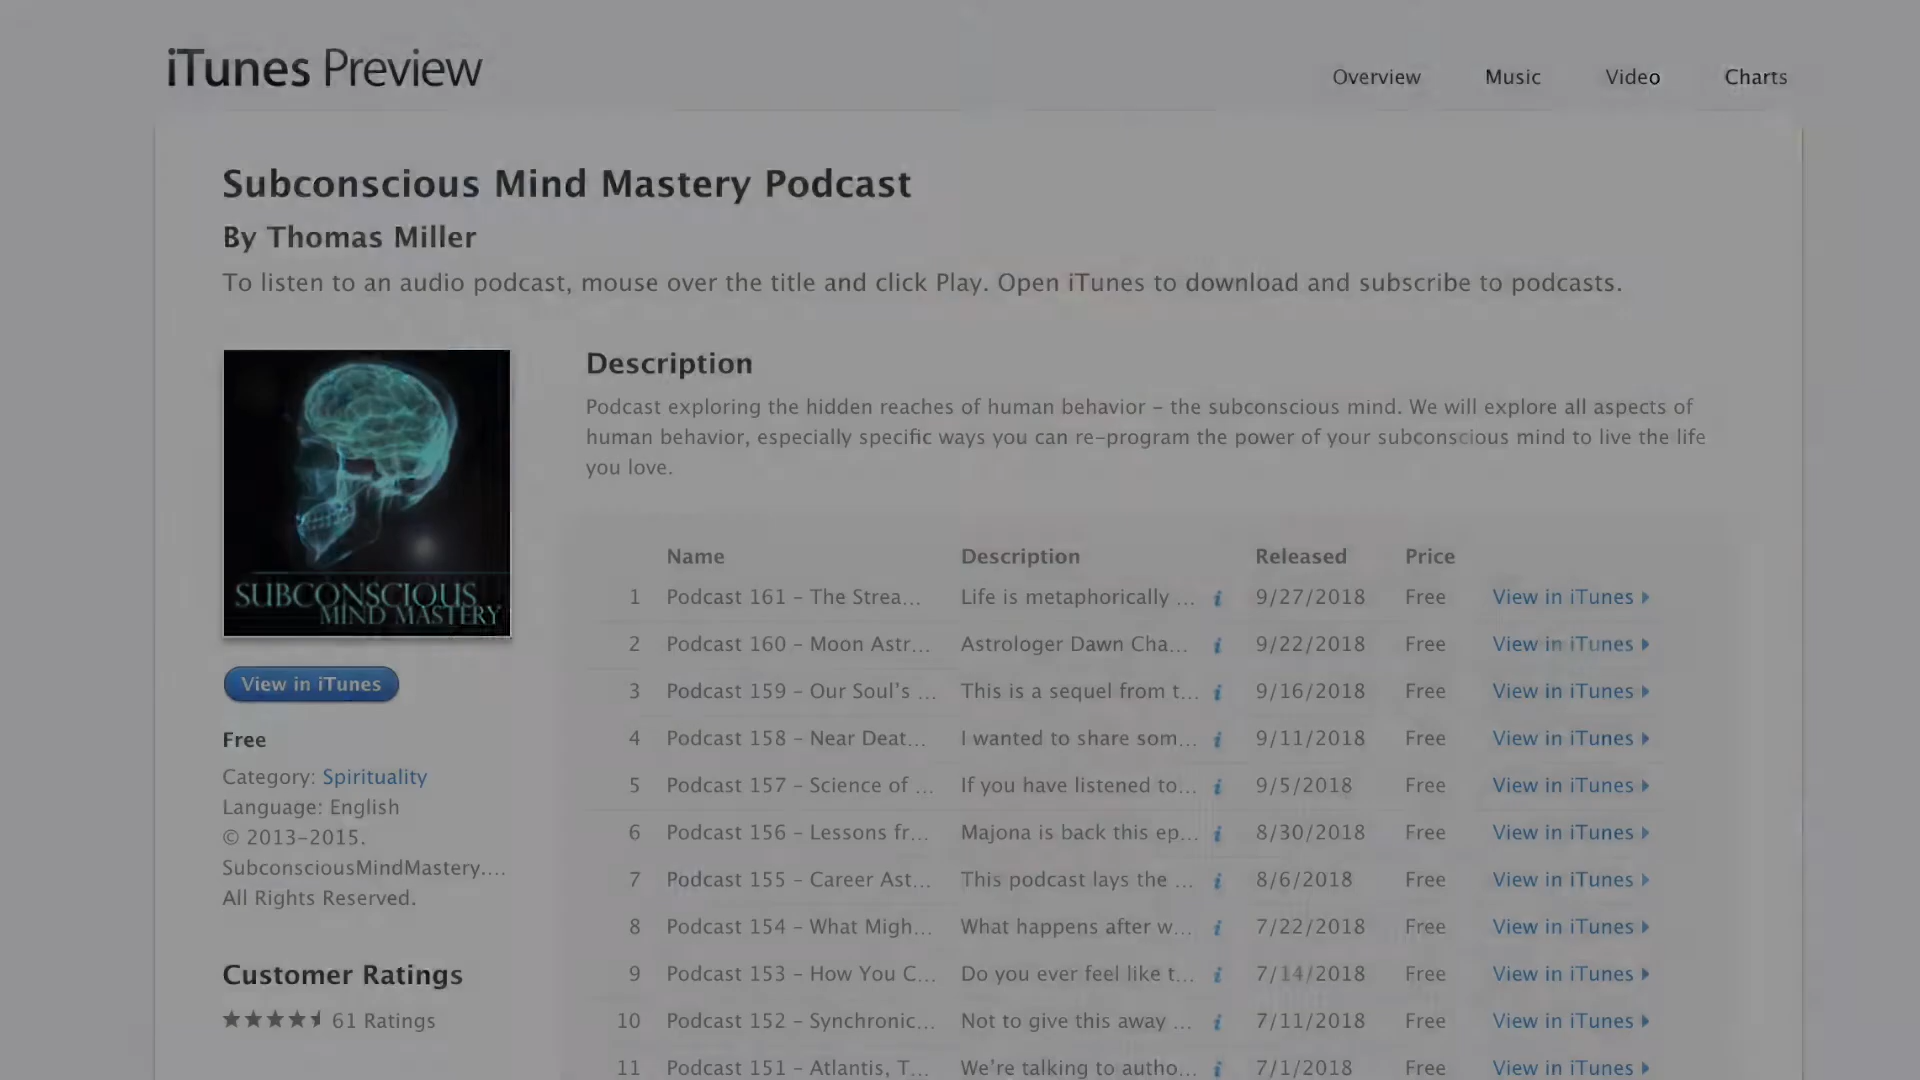 iTunes Preview
Overview Music Video Charts
Subconscious Mind Mastery Podcast
By Thomas Miller
To listen to an audio podcast, mouse over the title and click Play. Open iTunes to download and subscribe to podcasts.
SUBCONSCIOUS
MIND MASTERY
View in iTunes
Free
Category: Spirituality
Language: English
© 2013-2015.
SubconsciousMindMastery....
All Rights Reserved.
Customer Ratings
61 Ratings
Description
Podcast exploring the hidden reaches of human behavior – the subconscious mind. We will explore all aspects of
human behavior, especially specific ways you can re-program the power of your subconscious mind to live the life
you love.
Name Description Released Price
1 Podcast 161 – The Strea... Life is metaphorically ... i 9/27/2018 Free View in iTunes
2 Podcast 160 – Moon Astr... Astrologer Dawn Cha... i 9/22/2018 Free View in iTunes
3 Podcast 159 – Our Soul's ... This is a sequel from t... i 9/16/2018 Free View in iTunes
4 Podcast 158 – Near Deat... I wanted to share som... i 9/11/2018 Free View in iTunes
5 Podcast 157 – Science of ... If you have listened to... i 9/5/2018 Free View in iTunes
6 Podcast 156 – Lessons fr... Majona is back this ep... i 8/30/2018 Free View in iTunes
7 Podcast 155 – Career Ast... This podcast lays the ... i 8/6/2018 Free View in iTunes
8 Podcast 154 – What Migh... What happens after w... i 7/22/2018 Free View in iTunes
9 Podcast 153 – How You C... Do you ever feel like t... i 7/14/2018 Free View in iTunes
10 Podcast 152 – Synchronic... Not to give this away ... i 7/11/2018 Free View in iTunes
11 Podcast 151 – Atlantis, T... We're talking to autho... i 7/1/2018 Free View in iTunes